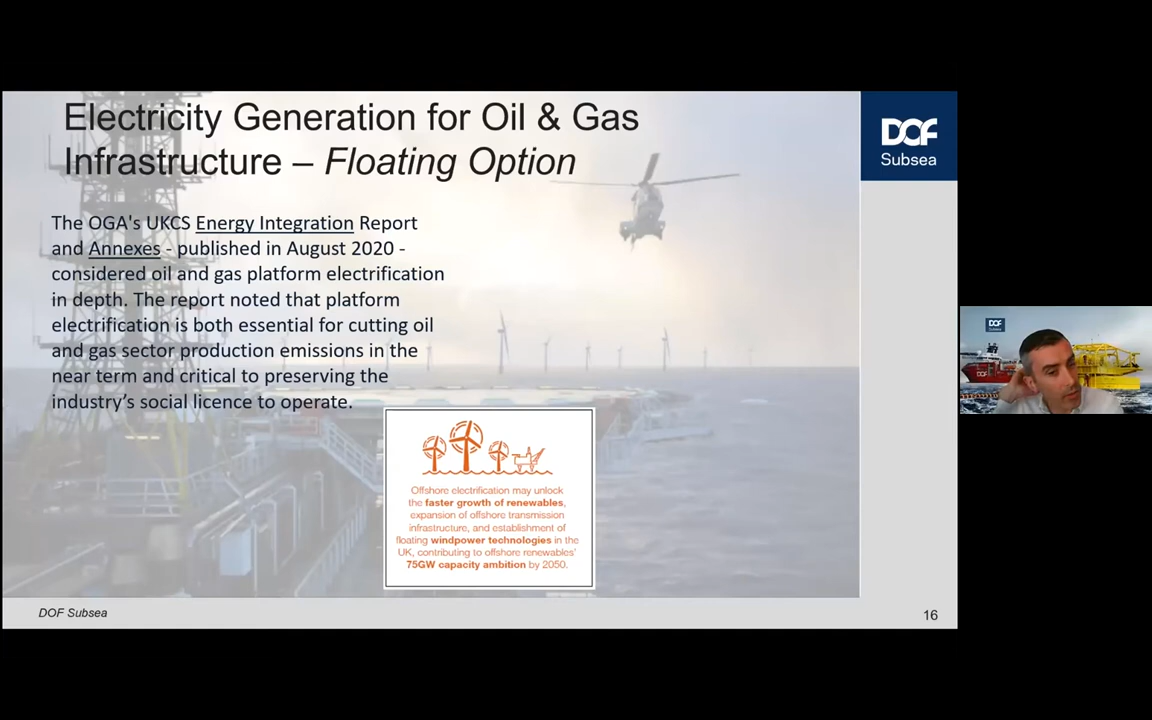 Electricity Generation for Oil & Gas
Infrastructure – Floating Option
DOF
Subsea
The OGA's UKCS Energy Integration Report
and Annexes - published in August 2020 -
considered oil and gas platform electrification
in depth. The report noted that platform
electrification is both essential for cutting oil
and gas sector production emissions in the
near term and critical to preserving the
industry’s social licence to operate.
Offshore electrification may unlock
the faster growth of renewables,
expansion of offshore transmission
infrastructure, and establishment of
floating windpower technologies in the
UK, contributing to offshore renewables'
75GW capacity ambition by 2050.
DOF Subsea
16
DOF
Subsea
DOF